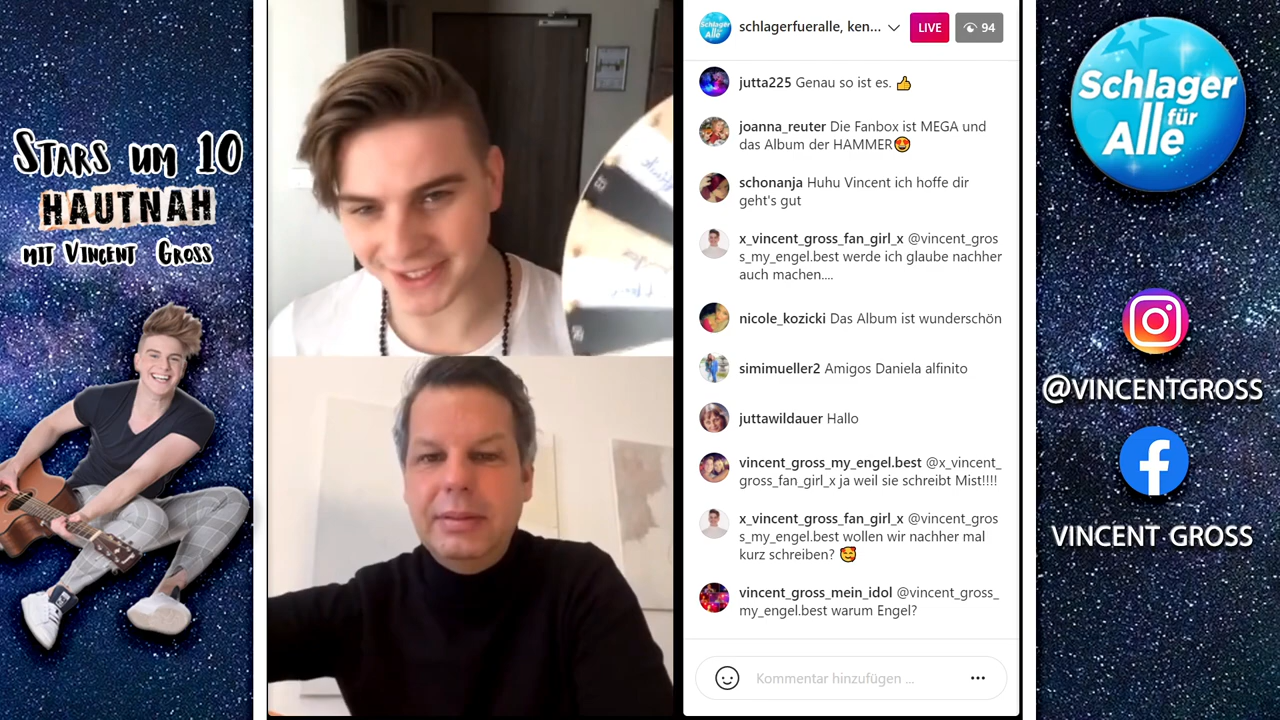 STARS UM 10
HAUTNAH
MIT VINCENT GROSS
schlagerfueralle, ken...
LIVE
94
jutta225 Genau so ist es. 👍
joanna_reuter Die Fanbox ist MEGA und
das Album der HAMMER😍
schonanja Huhu Vincent ich hoffe dir
geht's gut
x_vincent_gross_fan_girl_x @vincent_gros
s_my_engel.best werde ich glaube nachher
auch machen....
nicole_kozicki Das Album ist wunderschön
simimueller2 Amigos Daniela alfinito
juttawildauer Hallo
vincent_gross_my_engel.best @x_vincent_
gross_fan_girl_x ja weil sie schreibt Mist!!!!
x_vincent_gross_fan_girl_x @vincent_gros
s_my_engel.best wollen wir nachher mal
kurz schreiben? 🥰
vincent_gross_mein_idol @vincent_gross_
my_engel.best warum Engel?
Kommentar hinzufügen ...
Schlager
für
Alle
@VINCENTGROSS
VINCENT GROSS